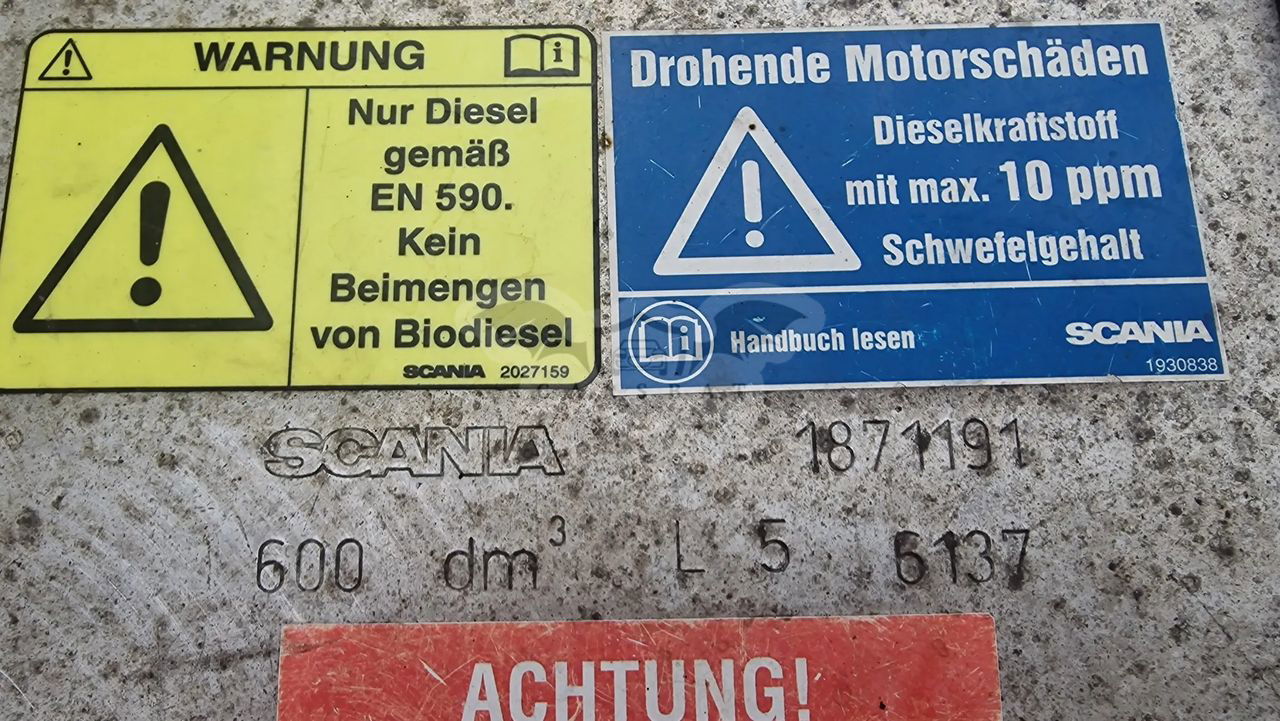 WARNUNG
Nur Diesel
gemäß
EN 590.
Kein
Beimengen
von Biodiesel
SCANIA 2027159
Drohende Motorschäden
Dieselkraftstoff
mit max. 10 ppm
Schwefelgehalt
Handbuch lesen
SCANIA
1930838
SCANIA 1871191
600 dm³ L 5 6137
ACHTUNG!